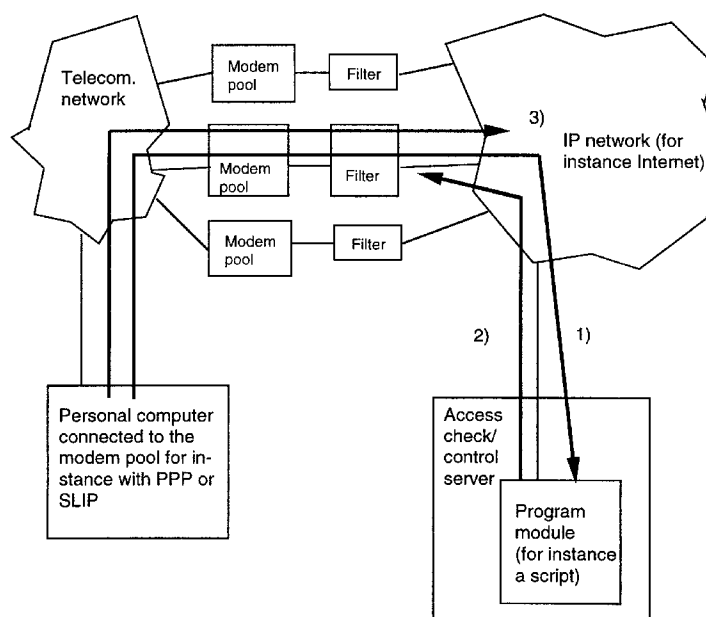 Telecom.
network
Modem
pool
Filter
3)
IP network (for
instance Internet)
Modem
pool
Filter
Modem
pool
Filter
2)
1)
Personal computer
connected to the
modem pool for in-
stance with PPP or
SLIP
Access
check/
control
server
Program
module
(for instance
a script)